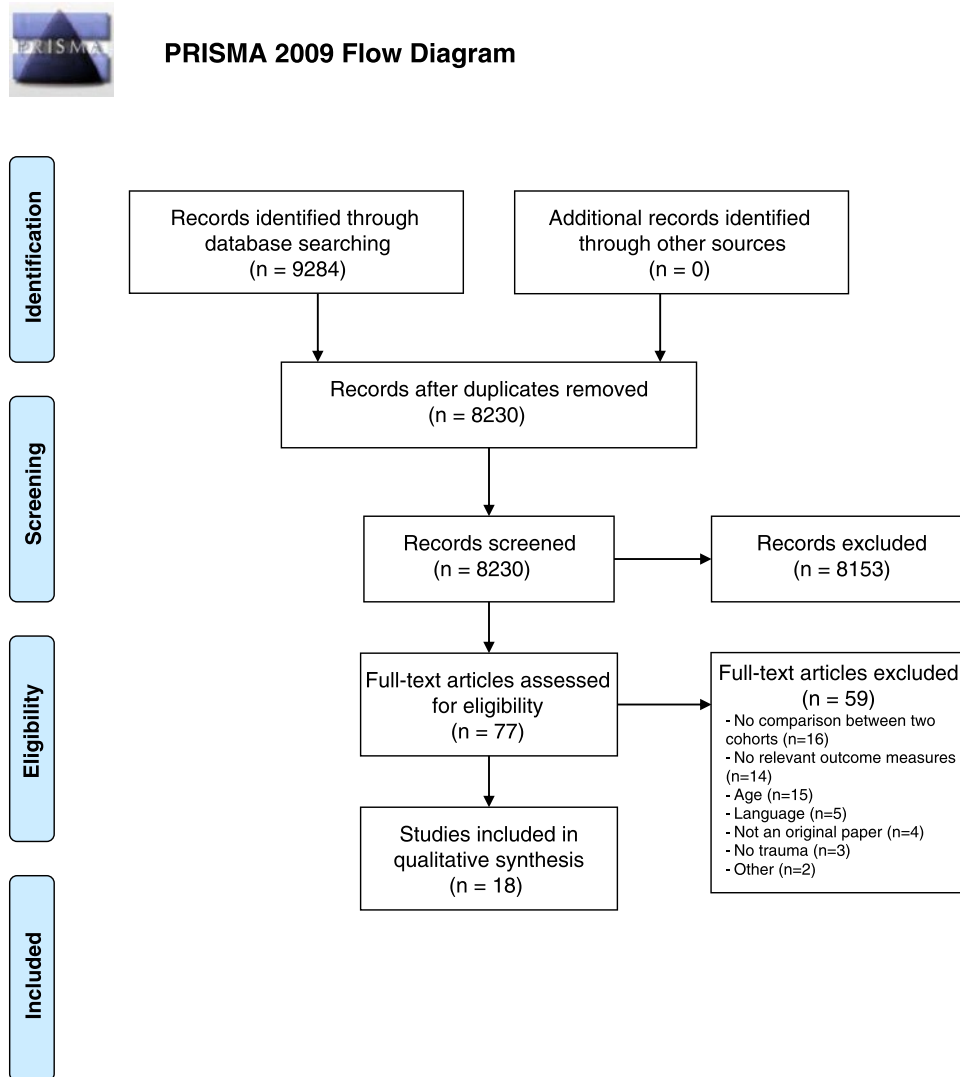 PRISMA
PRISMA 2009 Flow Diagram
Identification
Records identified through
database searching
(n = 9284)
Additional records identified
through other sources
(n = 0)
Records after duplicates removed
(n = 8230)
Screening
Records screened
(n = 8230)
Records excluded
(n = 8153)
Eligibility
Full-text articles assessed
for eligibility
(n = 77)
Full-text articles excluded
(n = 59)
- No comparison between two
cohorts (n=16)
- No relevant outcome measures
(n=14)
- Age (n=15)
- Language (n=5)
- Not an original paper (n=4)
- No trauma (n=3)
- Other (n=2)
Studies included in
qualitative synthesis
(n = 18)
Included